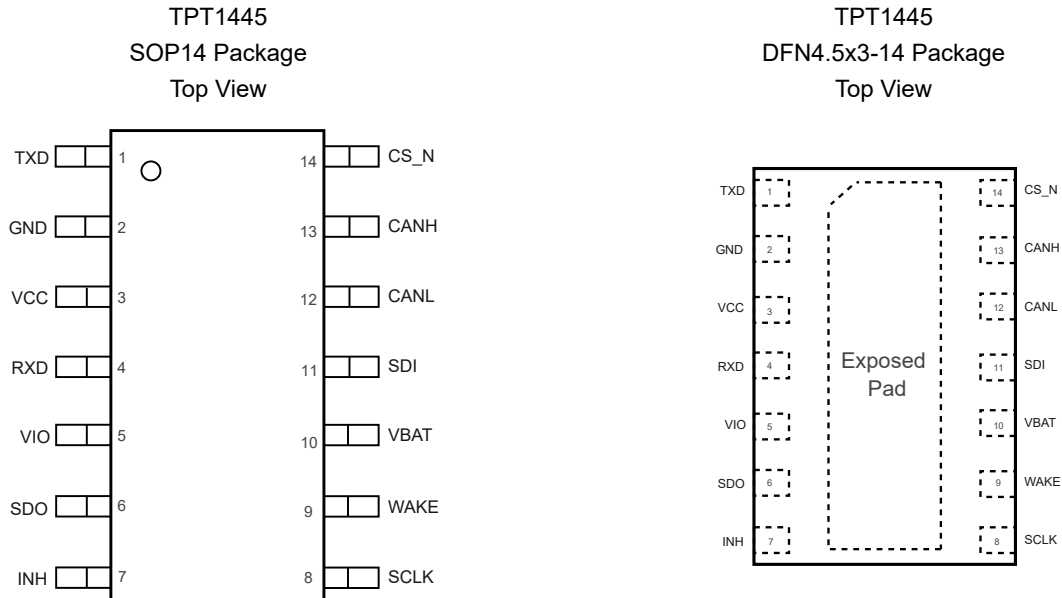 TPT1445
SOP14 Package
Top View
TXD 1 14 CS_N
GND 2 13 CANH
VCC 3 12 CANL
RXD 4 11 SDI
VIO 5 10 VBAT
SDO 6 9 WAKE
INH 7 8 SCLK
TPT1445
DFN4.5x3-14 Package
Top View
TXD 1 14 CS_N
GND 2 13 CANH
VCC 3 12 CANL
RXD 4 11 SDI
VIO 5 10 VBAT
SDO 6 9 WAKE
INH 7 8 SCLK
Exposed
Pad